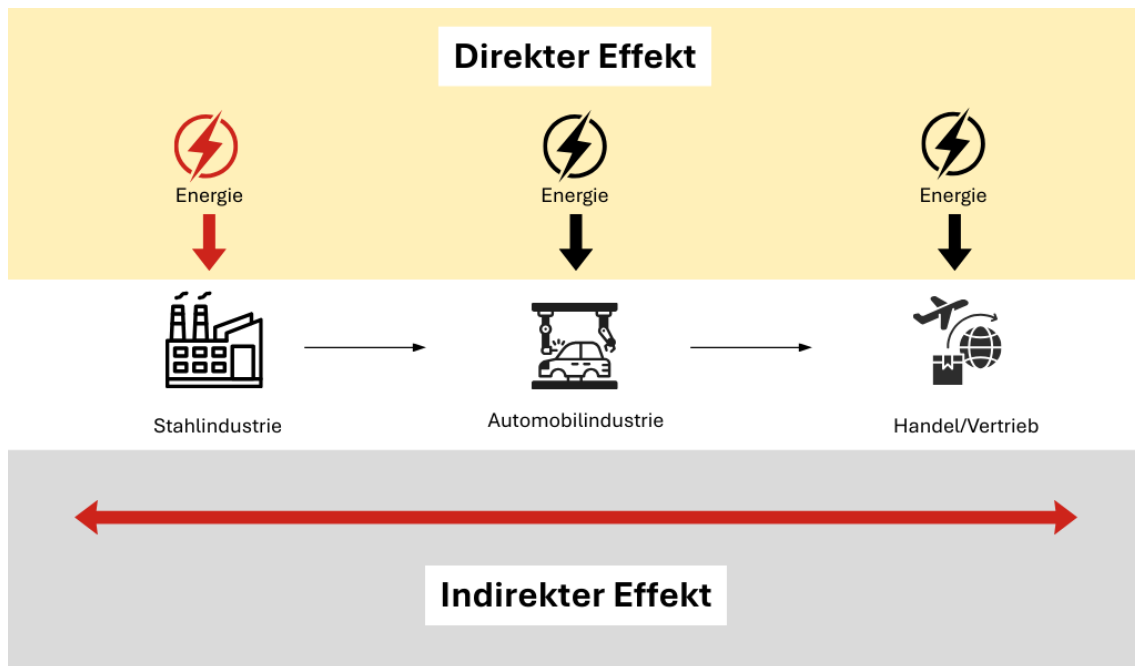 Direkter Effekt
Energie
Energie
Energie
Stahlindustrie
Automobilindustrie
Handel/Vertrieb
Indirekter Effekt